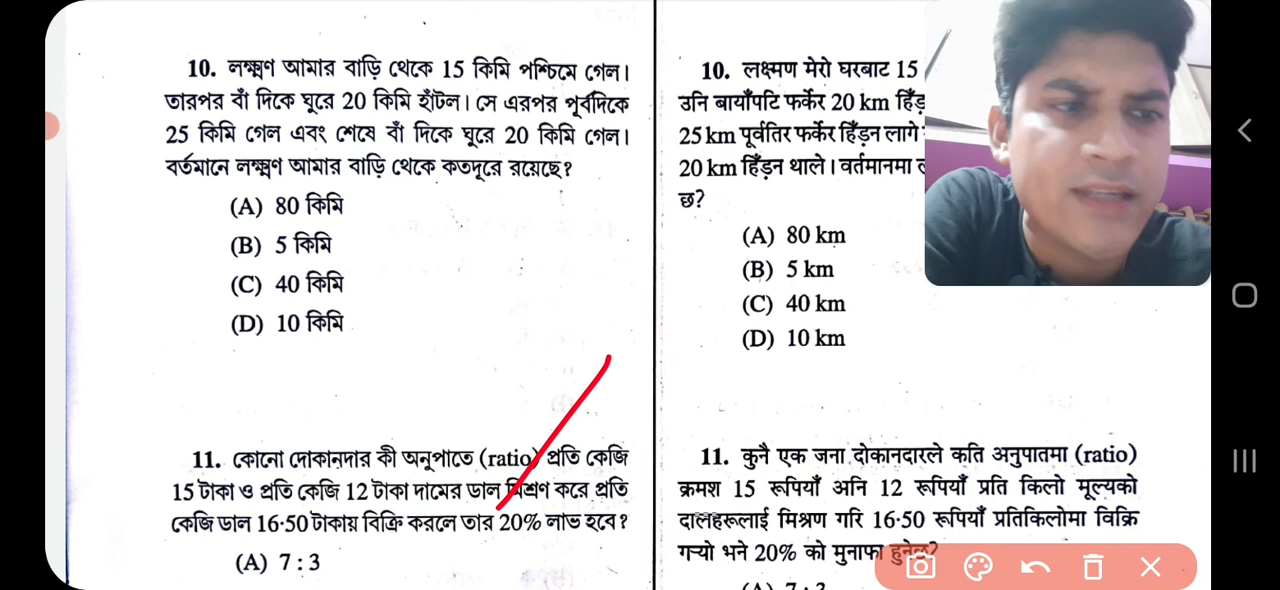 10. লক্ষ্মণ আমার বাড়ি থেকে 15 কিমি পশ্চিমে গেল।
তারপর বাঁ দিকে ঘুরে 20 কিমি হাঁটল। সে এরপর পূর্বদিকে
25 কিমি গেল এবং শেষে বাঁ দিকে ঘুরে 20 কিমি গেল।
বর্তমানে লক্ষ্মণ আমার বাড়ি থেকে কতদূরে রয়েছে?
(A) 80 কিমি
(B) 5 কিমি
(C) 40 কিমি
(D) 10 কিমি
11. কোনো দোকানদার কী অনুপাতে (ratio) প্রতি কেজি
15 টাকা ও প্রতি কেজি 12 টাকা দামের ডাল মিশ্রণ করে প্রতি
কেজি ডাল 16·50 টাকায় বিক্রি করলে তার 20% লাভ হবে?
(A) 7 : 3
10. लक्ष्मण मेरो घरबाट 15
उनि बायाँपटि फर्केर 20 km
25 km पूर्वतिर फर्केर हिँड़न लागे
20 km हिँड़न थाले। वर्तमानमा
छ?
(A) 80 km
(B) 5 km
(C) 40 km
(D) 10 km
11. कुनै एक जना दोकानदारले कति अनुपातमा (ratio)
क्रमश 15 रूपियाँ अनि 12 रूपियाँ प्रति किलो मूल्यको
दालहरूलाई मिश्रण गरि 16·50 रूपियाँ प्रतिकिलोमा विक्रि
गर्‍यो भने 20% को मुनाफा हुनेछ?